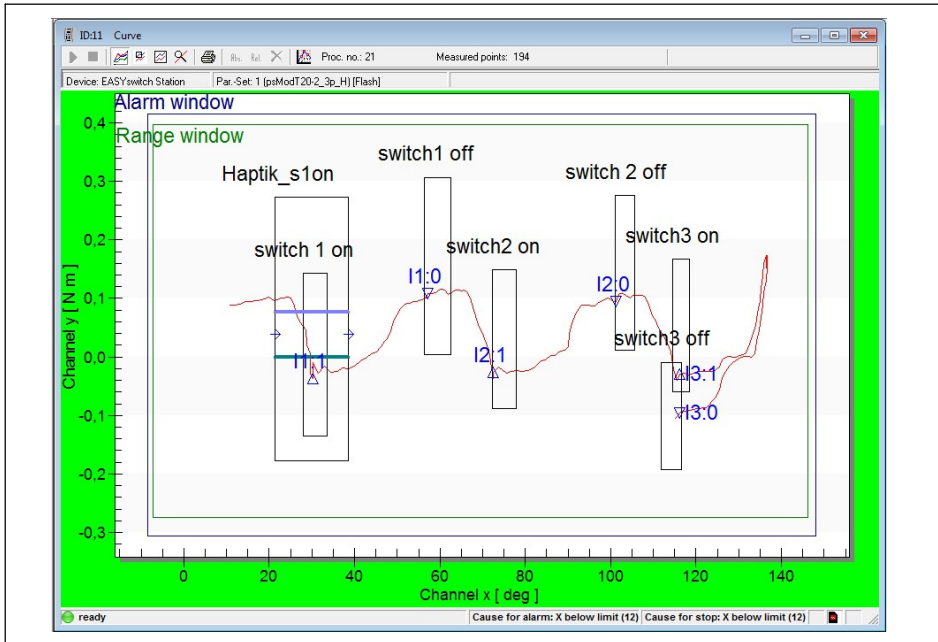 ID:11 Curve
Abs. Rel. Proc. no.: 21 Measured points: 194
Device: EASYswitch Station Par.-Set: 1 (psModT20-2_3p_H) [Flash]
Alarm window
Range window
Haptik_s1on
switch 1 on
switch1 off
switch2 on
switch 2 off
switch3 on
switch3 off
I1:1
I1:0
I2:1
I2:0
I3:1
I3:0
0,4
0,3
0,2
0,1
0,0
-0,1
-0,2
-0,3
Channel y [ N m ]
0 20 40 60 80 100 120 140
Channel x [ deg ]
ready Cause for alarm: X below limit (12) Cause for stop: X below limit (12)